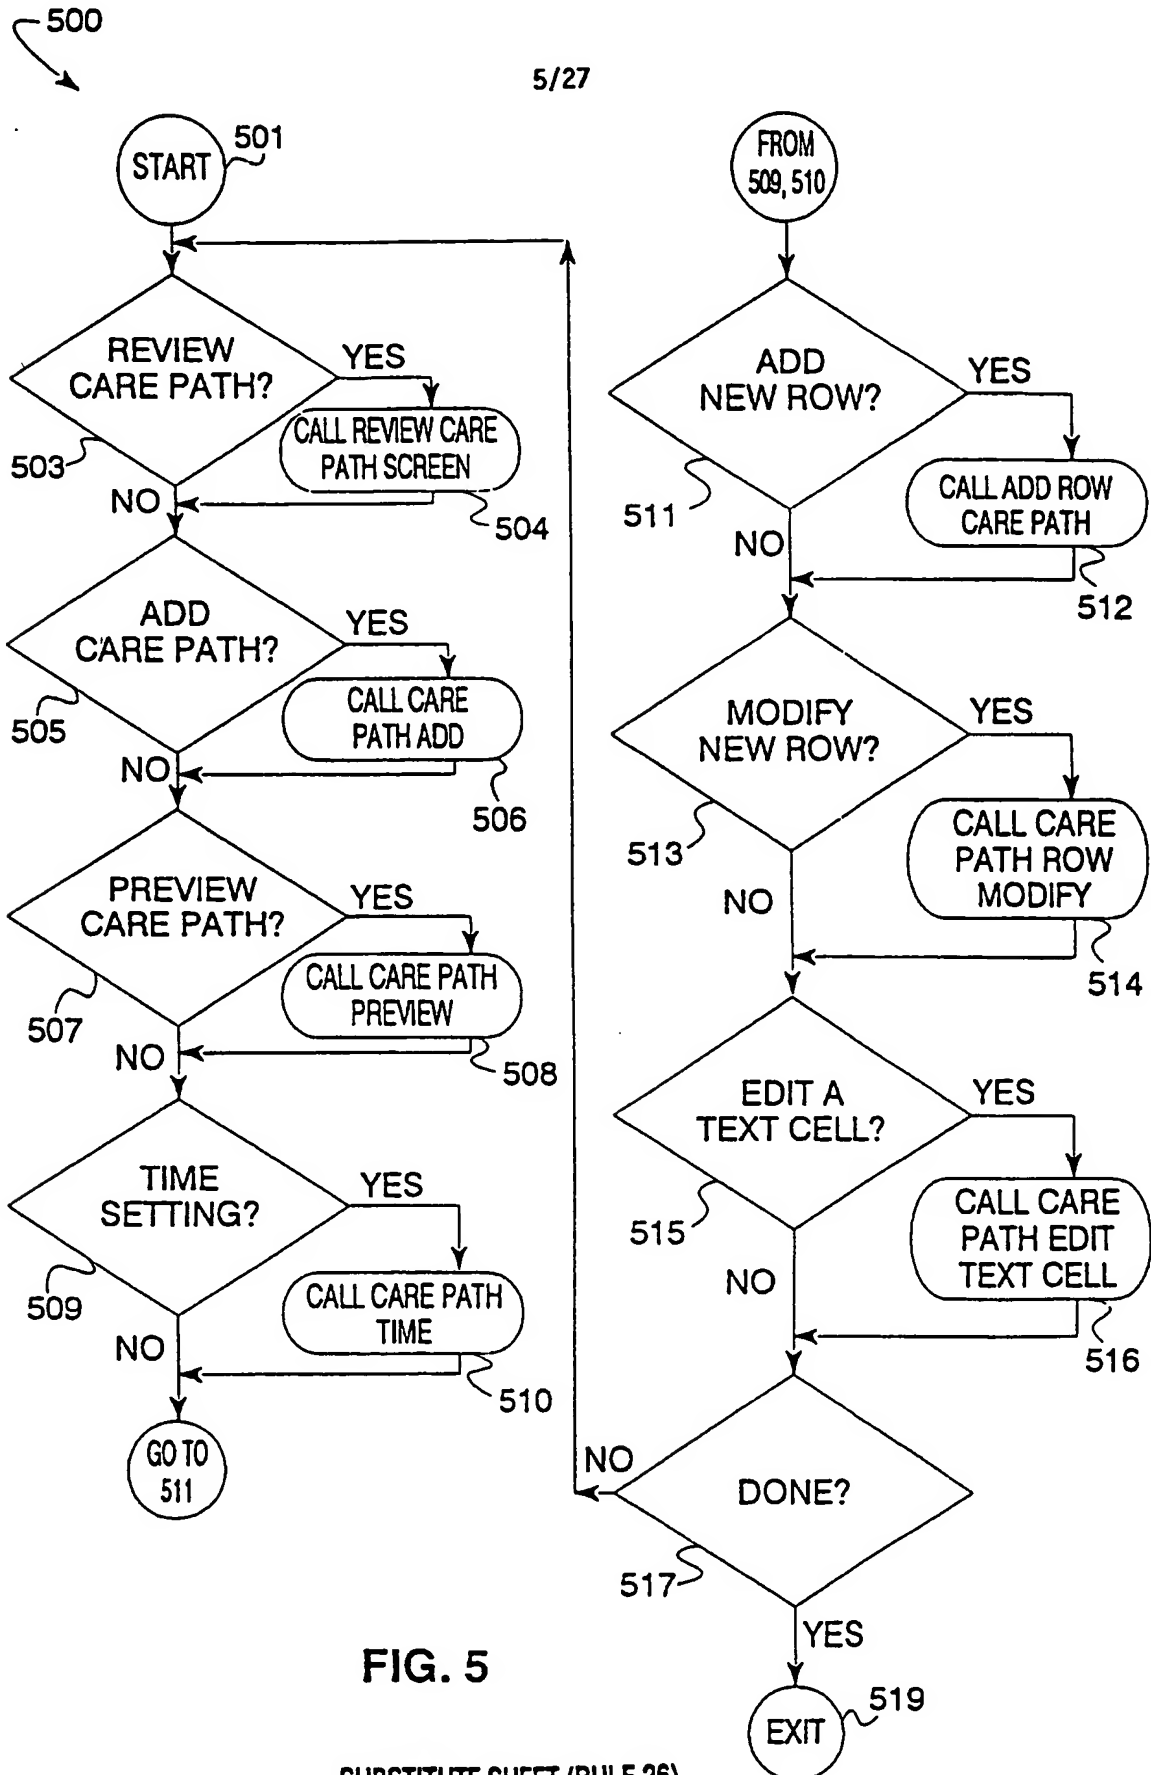 500
5/27
START
501
REVIEW
CARE PATH?
YES
503
CALL REVIEW CARE
PATH SCREEN
NO
504
ADD
CARE PATH?
YES
505
CALL CARE
PATH ADD
NO
506
PREVIEW
CARE PATH?
YES
507
CALL CARE PATH
PREVIEW
NO
508
TIME
SETTING?
YES
509
CALL CARE PATH
TIME
NO
510
GO TO
511
FROM
509, 510
ADD
NEW ROW?
YES
511
CALL ADD ROW
CARE PATH
NO
512
MODIFY
NEW ROW?
YES
513
CALL CARE
PATH ROW
MODIFY
NO
514
EDIT A
TEXT CELL?
YES
515
CALL CARE
PATH EDIT
TEXT CELL
NO
516
DONE?
NO
517
YES
EXIT
519
FIG. 5
SUBSTITUTE SHEET (RULE 26)